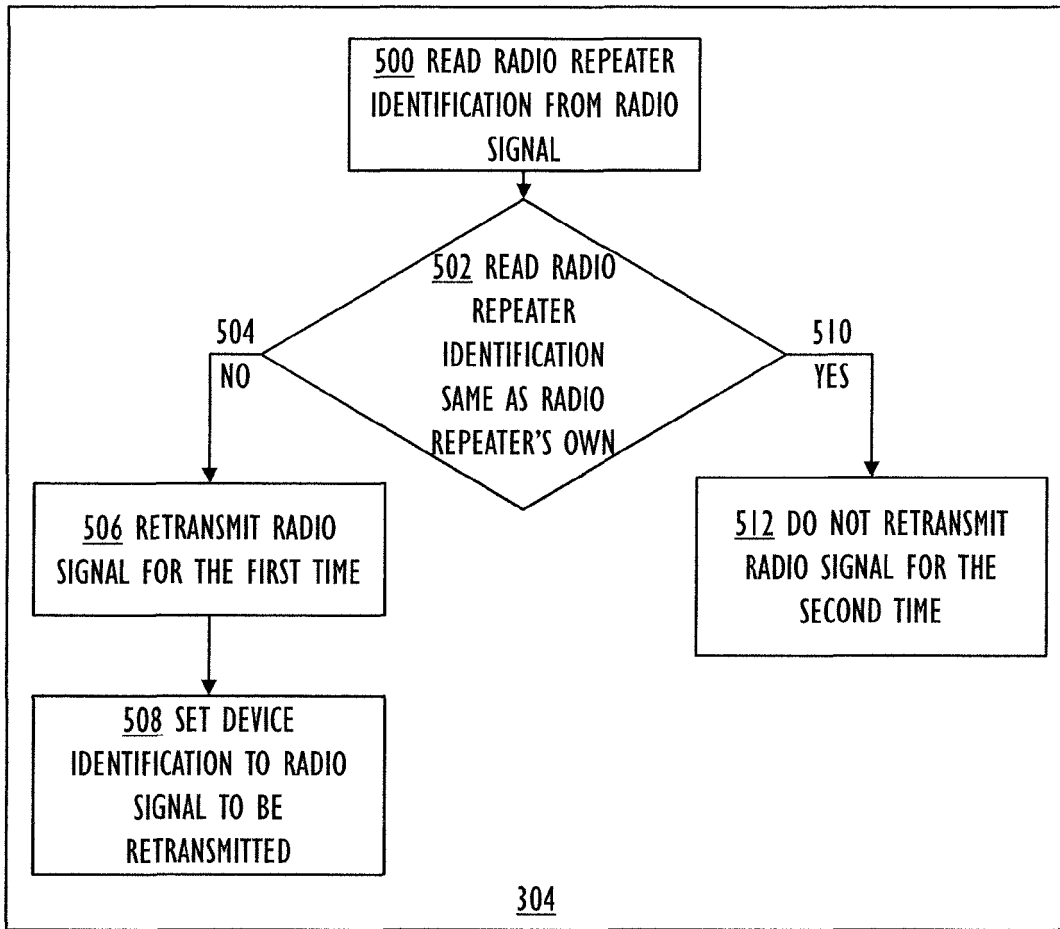 500 READ RADIO REPEATER
IDENTIFICATION FROM RADIO
SIGNAL
502 READ RADIO
REPEATER
IDENTIFICATION
SAME AS RADIO
REPEATER'S OWN
504
NO
510
YES
506 RETRANSMIT RADIO
SIGNAL FOR THE FIRST TIME
512 DO NOT RETRANSMIT
RADIO SIGNAL FOR THE
SECOND TIME
508 SET DEVICE
IDENTIFICATION TO RADIO
SIGNAL TO BE
RETRANSMITTED
304